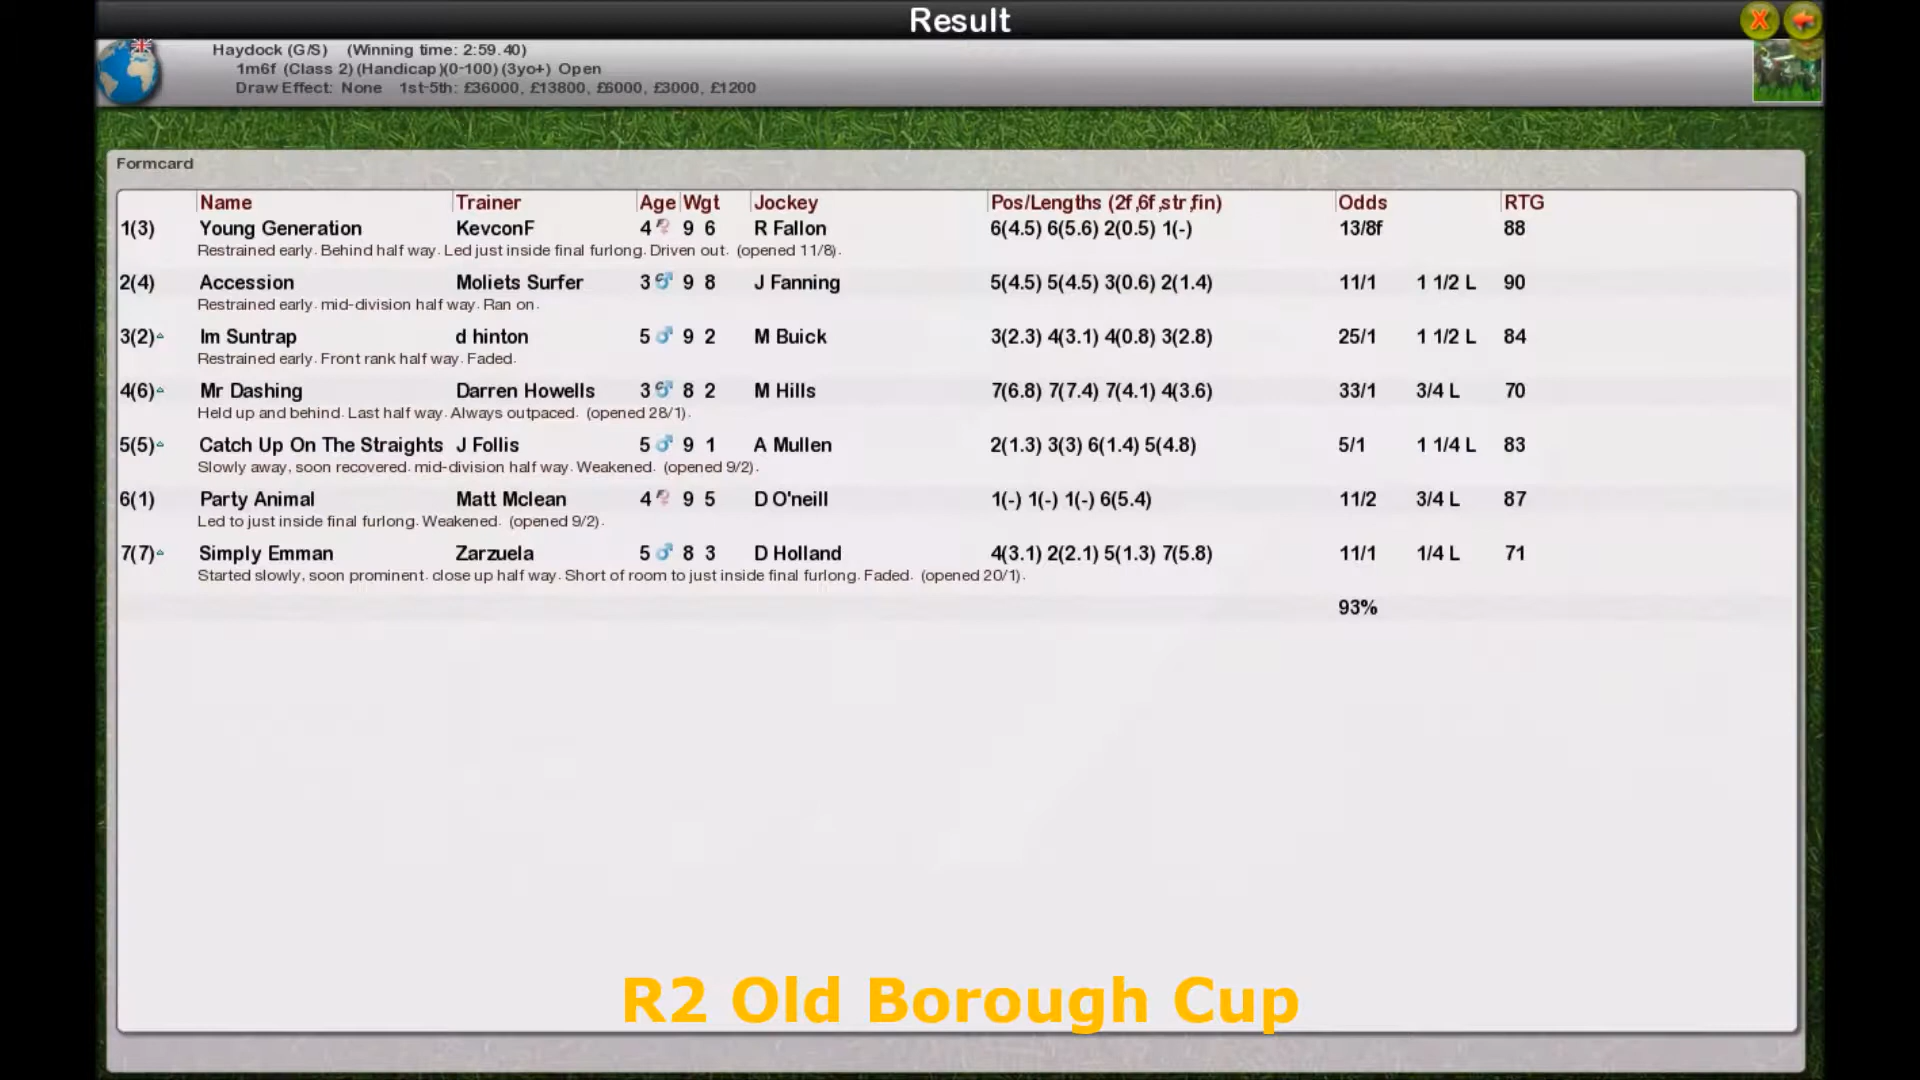 Result
Haydock (G/S) (Winning time: 2:59.40)
1m6f (Class 2) (Handicap)(0-100) (3yo+) Open
Draw Effect: None 1st-5th: £36000, £13800, £6000, £3000, £1200
Formcard
Name Trainer Age Wgt Jockey Pos/Lengths (2f,6f,str,fin) Odds RTG
1(3) Young Generation KevconF 4 9 6 R Fallon 6(4.5) 6(5.6) 2(0.5) 1(-) 13/8f 88
Restrained early. Behind half way. Led just inside final furlong. Driven out. (opened 11/8).
2(4) Accession Moliets Surfer 3 9 8 J Fanning 5(4.5) 5(4.5) 3(0.6) 2(1.4) 11/1 1 1/2 L 90
Restrained early. mid-division half way. Ran on.
3(2) Im Suntrap d hinton 5 9 2 M Buick 3(2.3) 4(3.1) 4(0.8) 3(2.8) 25/1 1 1/2 L 84
Restrained early. Front rank half way. Faded.
4(6) Mr Dashing Darren Howells 3 8 2 M Hills 7(6.8) 7(7.4) 7(4.1) 4(3.6) 33/1 3/4 L 70
Held up and behind. Last half way. Always outpaced. (opened 28/1).
5(5) Catch Up On The Straights J Follis 5 9 1 A Mullen 2(1.3) 3(3) 6(1.4) 5(4.8) 5/1 1 1/4 L 83
Slowly away, soon recovered. mid-division half way. Weakened. (opened 9/2).
6(1) Party Animal Matt Mclean 4 9 5 D O'neill 1(-) 1(-) 1(-) 6(5.4) 11/2 3/4 L 87
Led to just inside final furlong. Weakened. (opened 9/2).
7(7) Simply Emman Zarzuela 5 8 3 D Holland 4(3.1) 2(2.1) 5(1.3) 7(5.8) 11/1 1/4 L 71
Started slowly, soon prominent. close up half way. Short of room to just inside final furlong. Faded. (opened 20/1).
93%
R2 Old Borough Cup